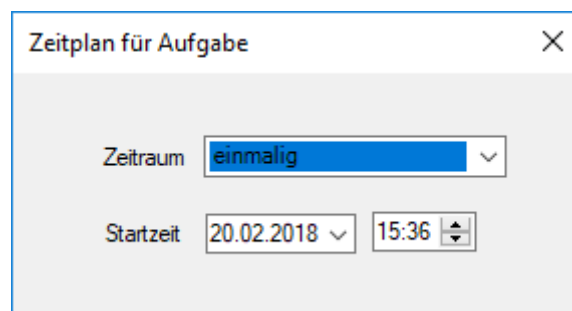 Zeitplan für Aufgabe
Zeitraum einmalig
Startzeit 20.02.2018 15:36